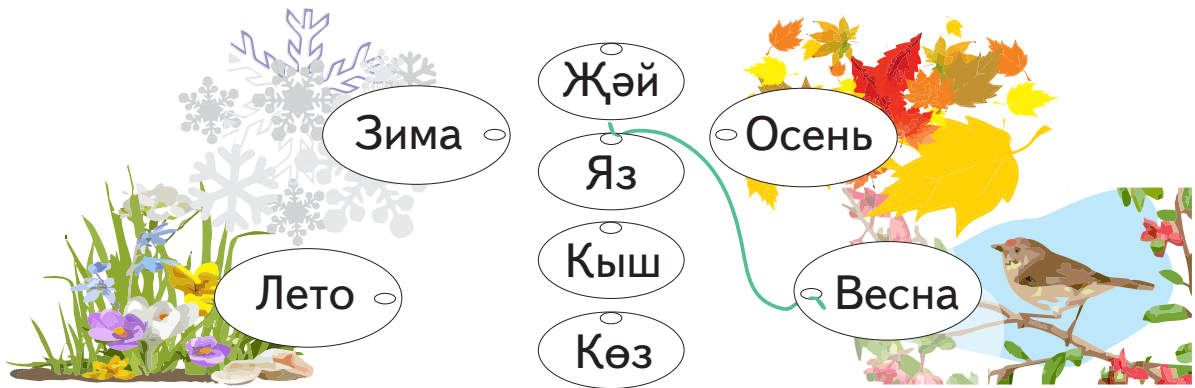 Зима
Лето
Җәй
Яз
Кыш
Көз
Осень
Весна